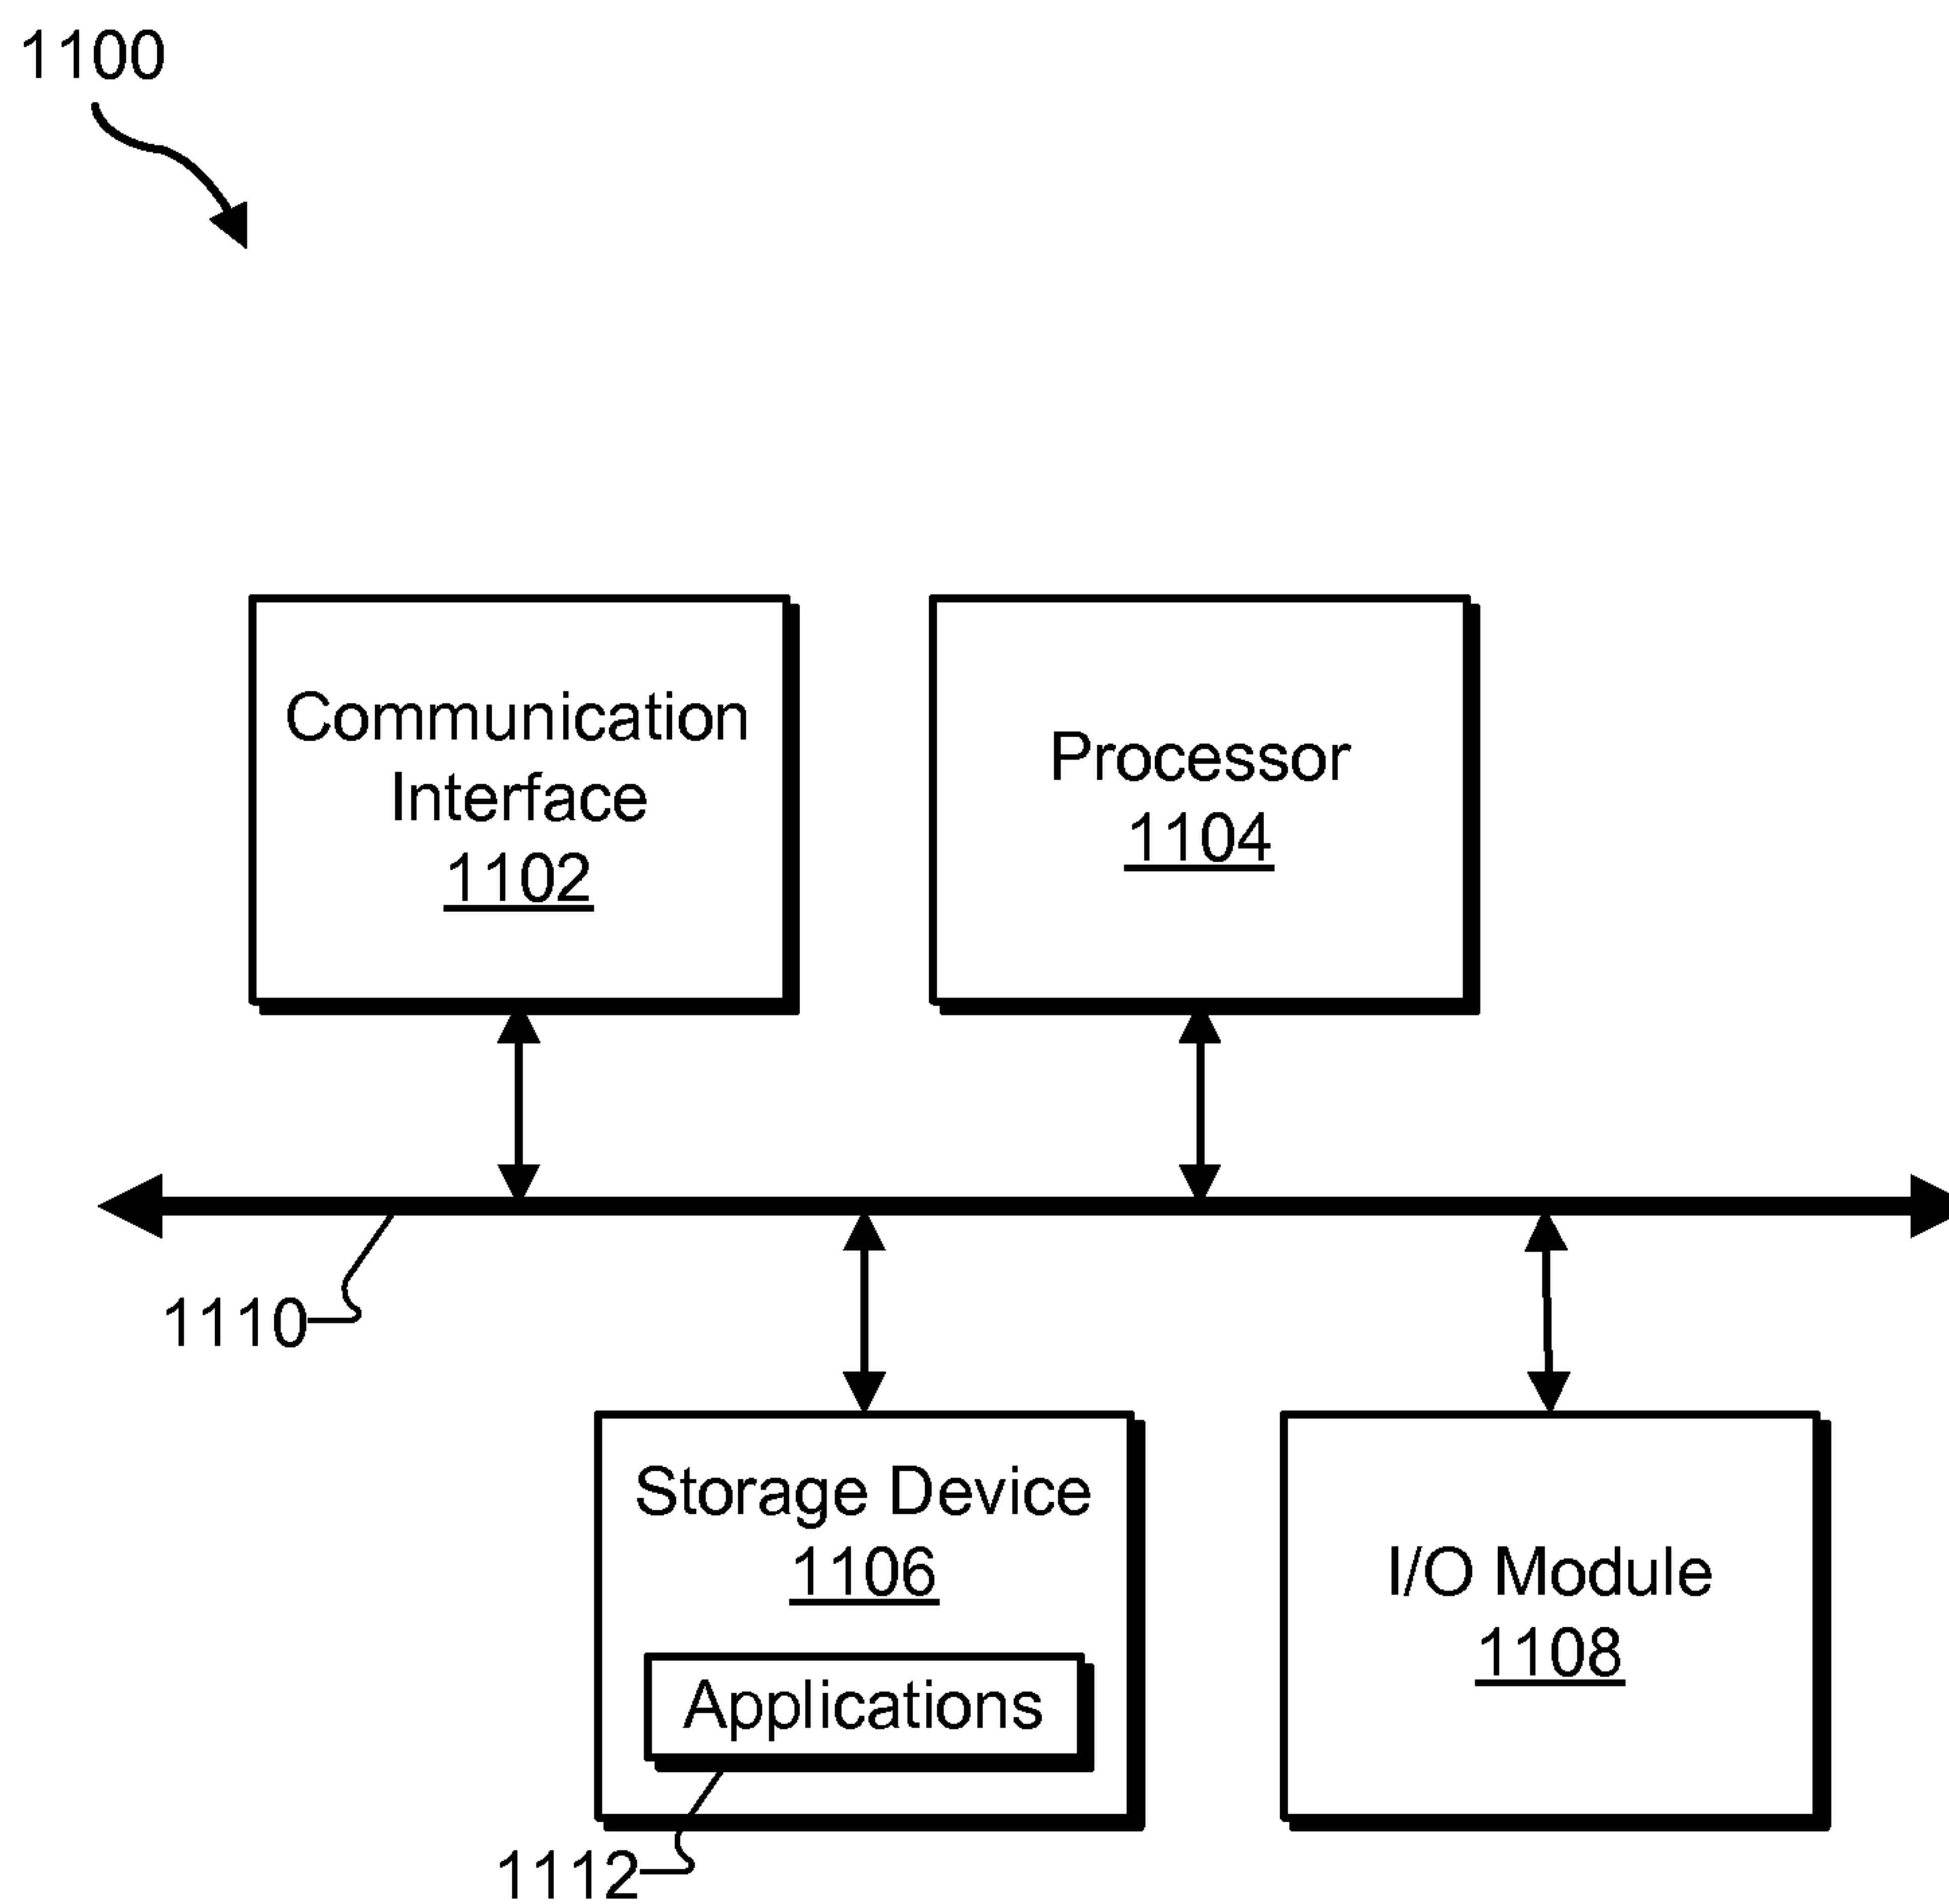 1100
Communication
Interface
1102
Processor
1104
1110
Storage Device
1106
Applications
1112
I/O Module
1108